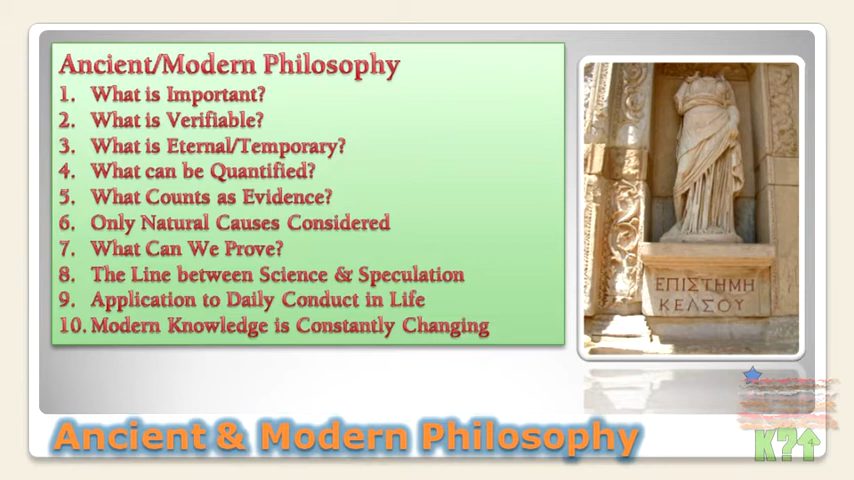 Ancient/Modern Philosophy
1. What is Important?
2. What is Verifiable?
3. What is Eternal/Temporary?
4. What can be Quantified?
5. What Counts as Evidence?
6. Only Natural Causes Considered
7. What Can We Prove?
8. The Line between Science & Speculation
9. Application to Daily Conduct in Life
10. Modern Knowledge is Constantly Changing
ΕΠΙΣΤΗΜΗ
ΚΕΛΣΟΥ
Ancient & Modern Philosophy
K?↑